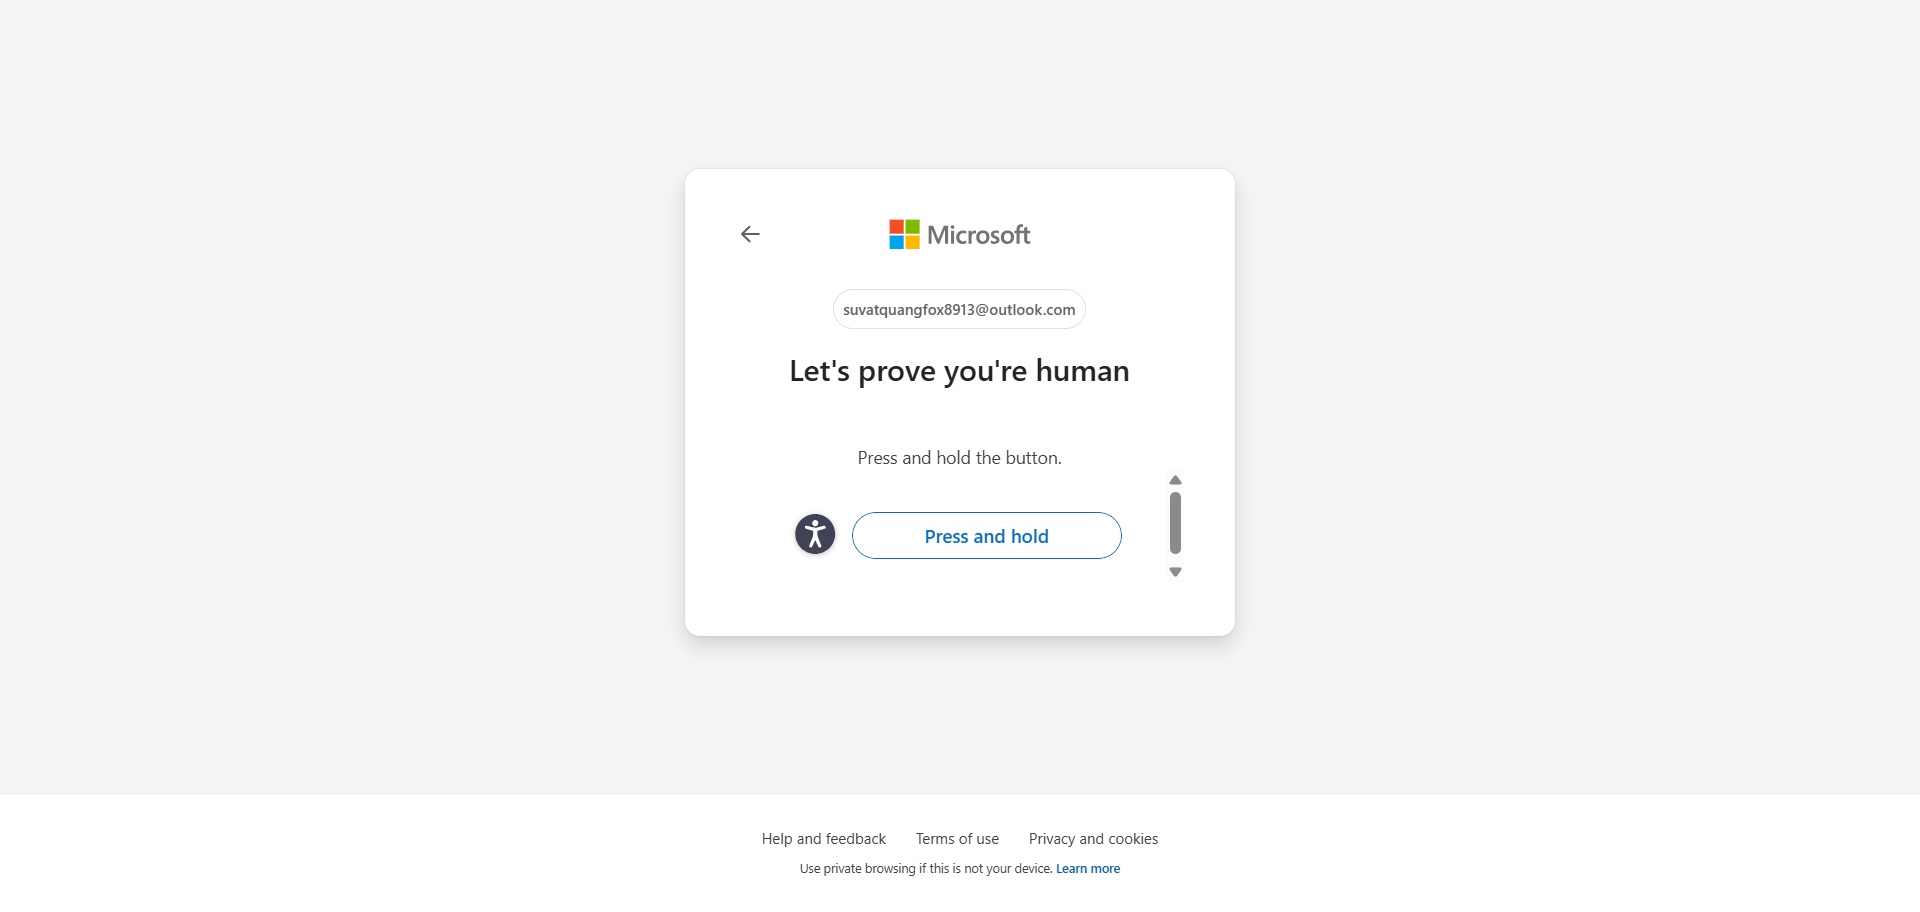 Microsoft
suvatquangfox8913@outlook.com
Let's prove you're human
Press and hold the button.
Press and hold
Help and feedback Terms of use Privacy and cookies
Use private browsing if this is not your device. Learn more